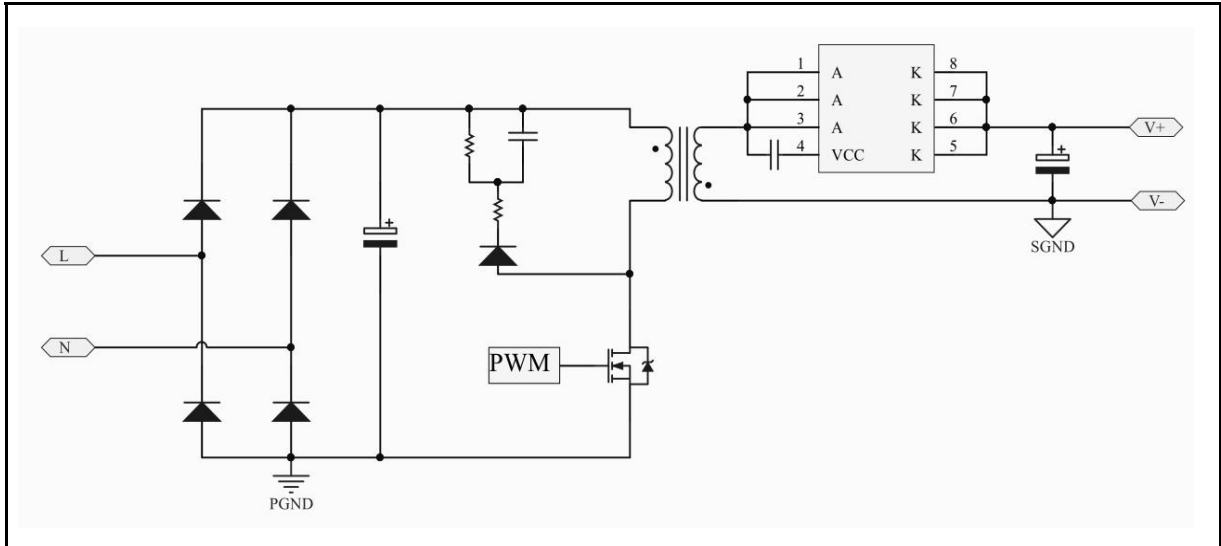 1 A K 8
2 A K 7
3 A K 6
4 VCC K 5
V+
V-
SGND
L
N
PWM
PGND
+
+